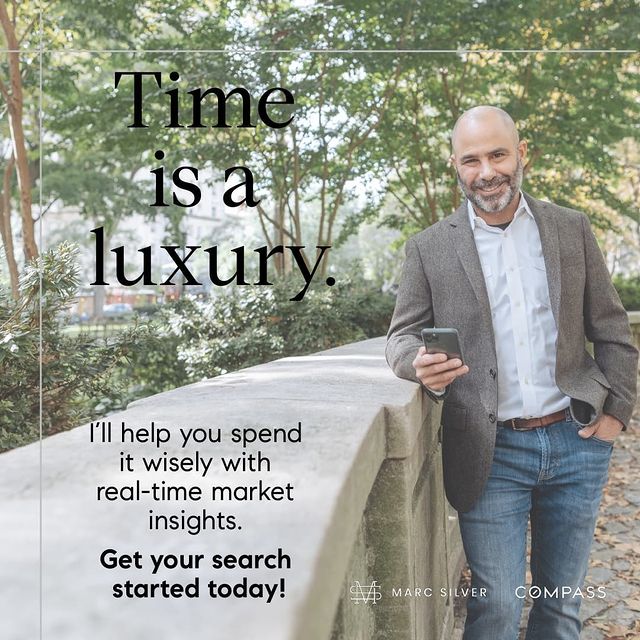 Time
is a
luxury.
I'll help you spend
it wisely with
real-time market
insights.
Get your search
started today!
MS MARC SILVER COMPASS